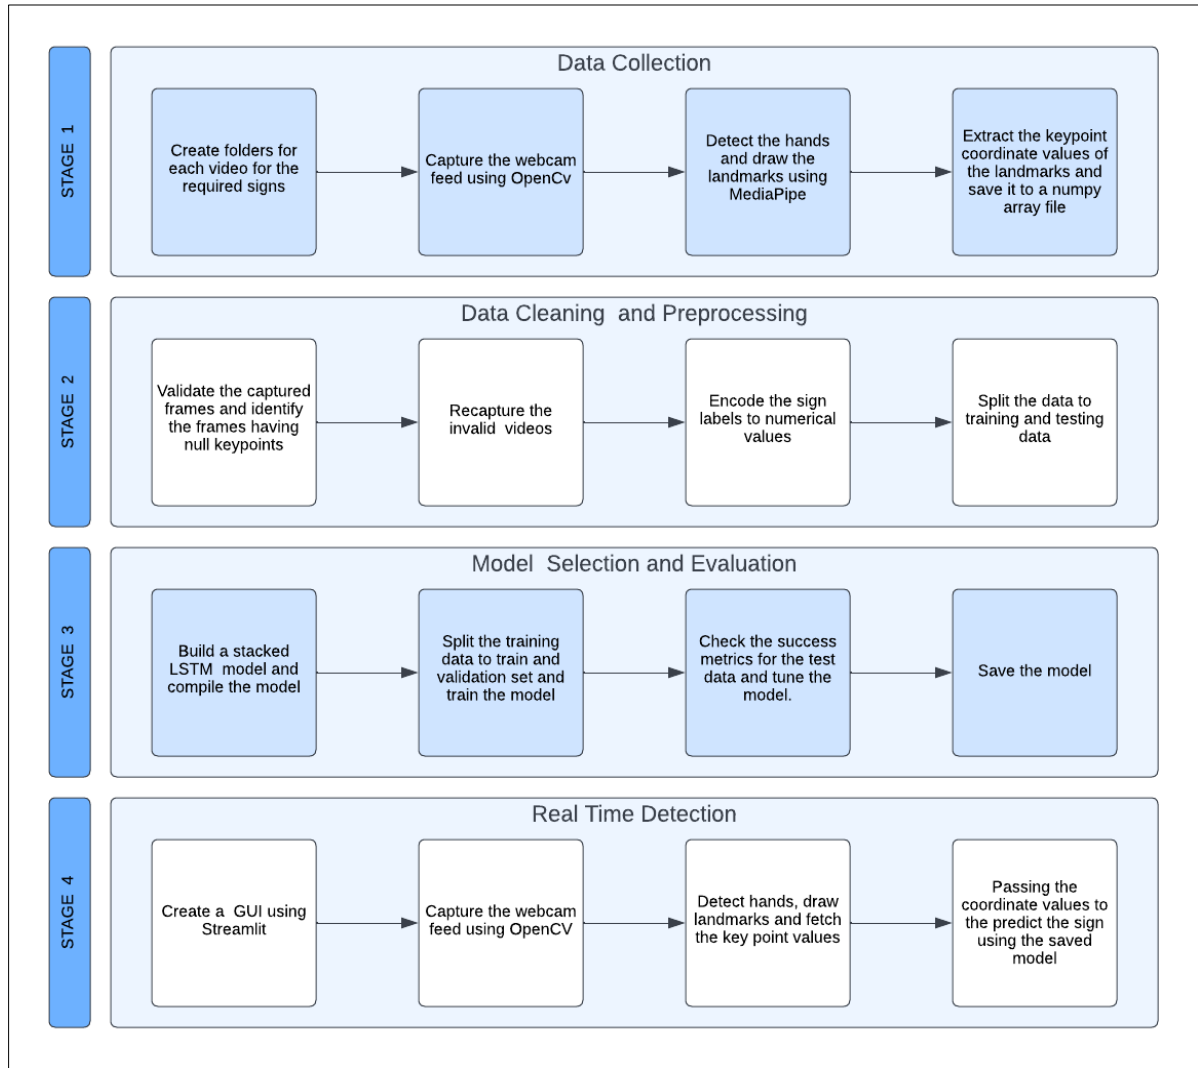 STAGE 1
Data Collection
Create folders for
each video for the
required signs
Capture the webcam
feed using OpenCv
Detect the hands
and draw the
landmarks using
MediaPipe
Extract the keypoint
coordinate values of
the landmarks and
save it to a numpy
array file
STAGE 2
Data Cleaning and Preprocessing
Validate the captured
frames and identify
the frames having
null keypoints
Recapture the
invalid videos
Encode the sign
labels to numerical
values
Split the data to
training and testing
data
STAGE 3
Model Selection and Evaluation
Build a stacked
LSTM model and
compile the model
Split the training
data to train and
validation set and
train the model
Check the success
metrics for the test
data and tune the
model.
Save the model
STAGE 4
Real Time Detection
Create a GUI using
Streamlit
Capture the webcam
feed using OpenCV
Detect hands, draw
landmarks and fetch
the key point values
Passing the
coordinate values to
the predict the sign
using the saved
model